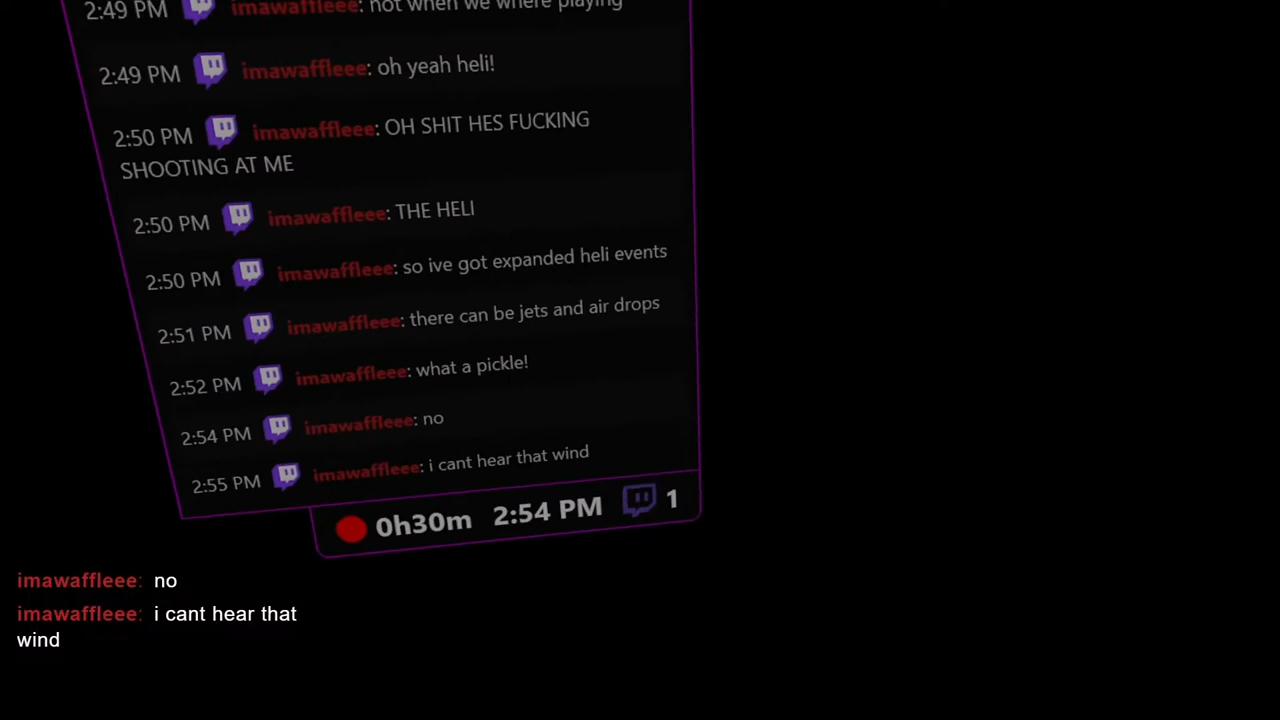 2:49 PM imawaffleee: not when we where playing
2:49 PM imawaffleee: oh yeah heli!
2:50 PM imawaffleee: OH SHIT HES FUCKING
SHOOTING AT ME
2:50 PM imawaffleee: THE HELI
2:50 PM imawaffleee: so ive got expanded heli events
2:51 PM imawaffleee: there can be jets and air drops
2:52 PM imawaffleee: what a pickle!
2:54 PM imawaffleee: no
2:55 PM imawaffleee: i cant hear that wind
0h30m 2:54 PM 1
imawaffleee: no
imawaffleee: i cant hear that
wind